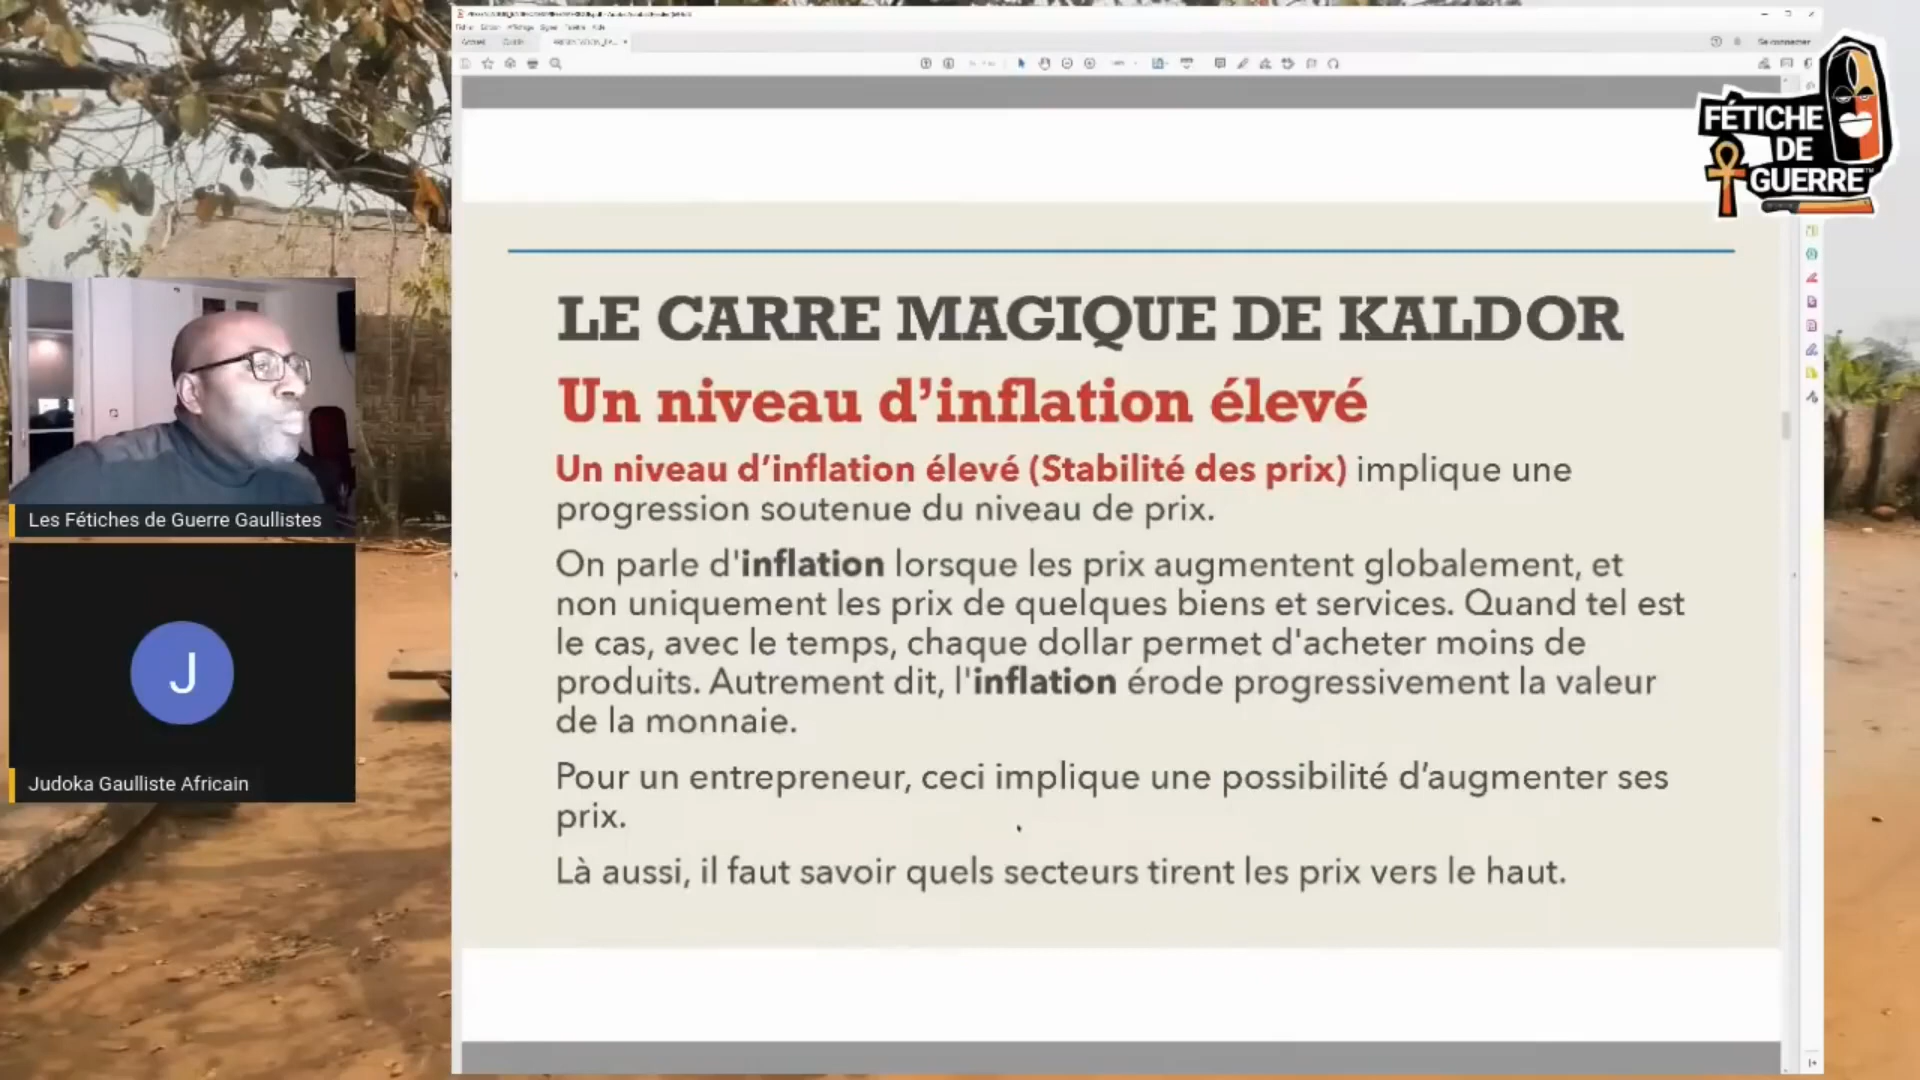 Se connecter
FÉTICHE
DE
GUERRE
LE CARRE MAGIQUE DE KALDOR
Un niveau d’inflation élevé
Un niveau d’inflation élevé (Stabilité des prix) implique une
progression soutenue du niveau de prix.
On parle d'inflation lorsque les prix augmentent globalement, et
non uniquement les prix de quelques biens et services. Quand tel est
le cas, avec le temps, chaque dollar permet d'acheter moins de
produits. Autrement dit, l'inflation érode progressivement la valeur
de la monnaie.
Pour un entrepreneur, ceci implique une possibilité d’augmenter ses
prix.
Là aussi, il faut savoir quels secteurs tirent les prix vers le haut.
Les Fétiches de Guerre Gaullistes
J
Judoka Gaulliste Africain